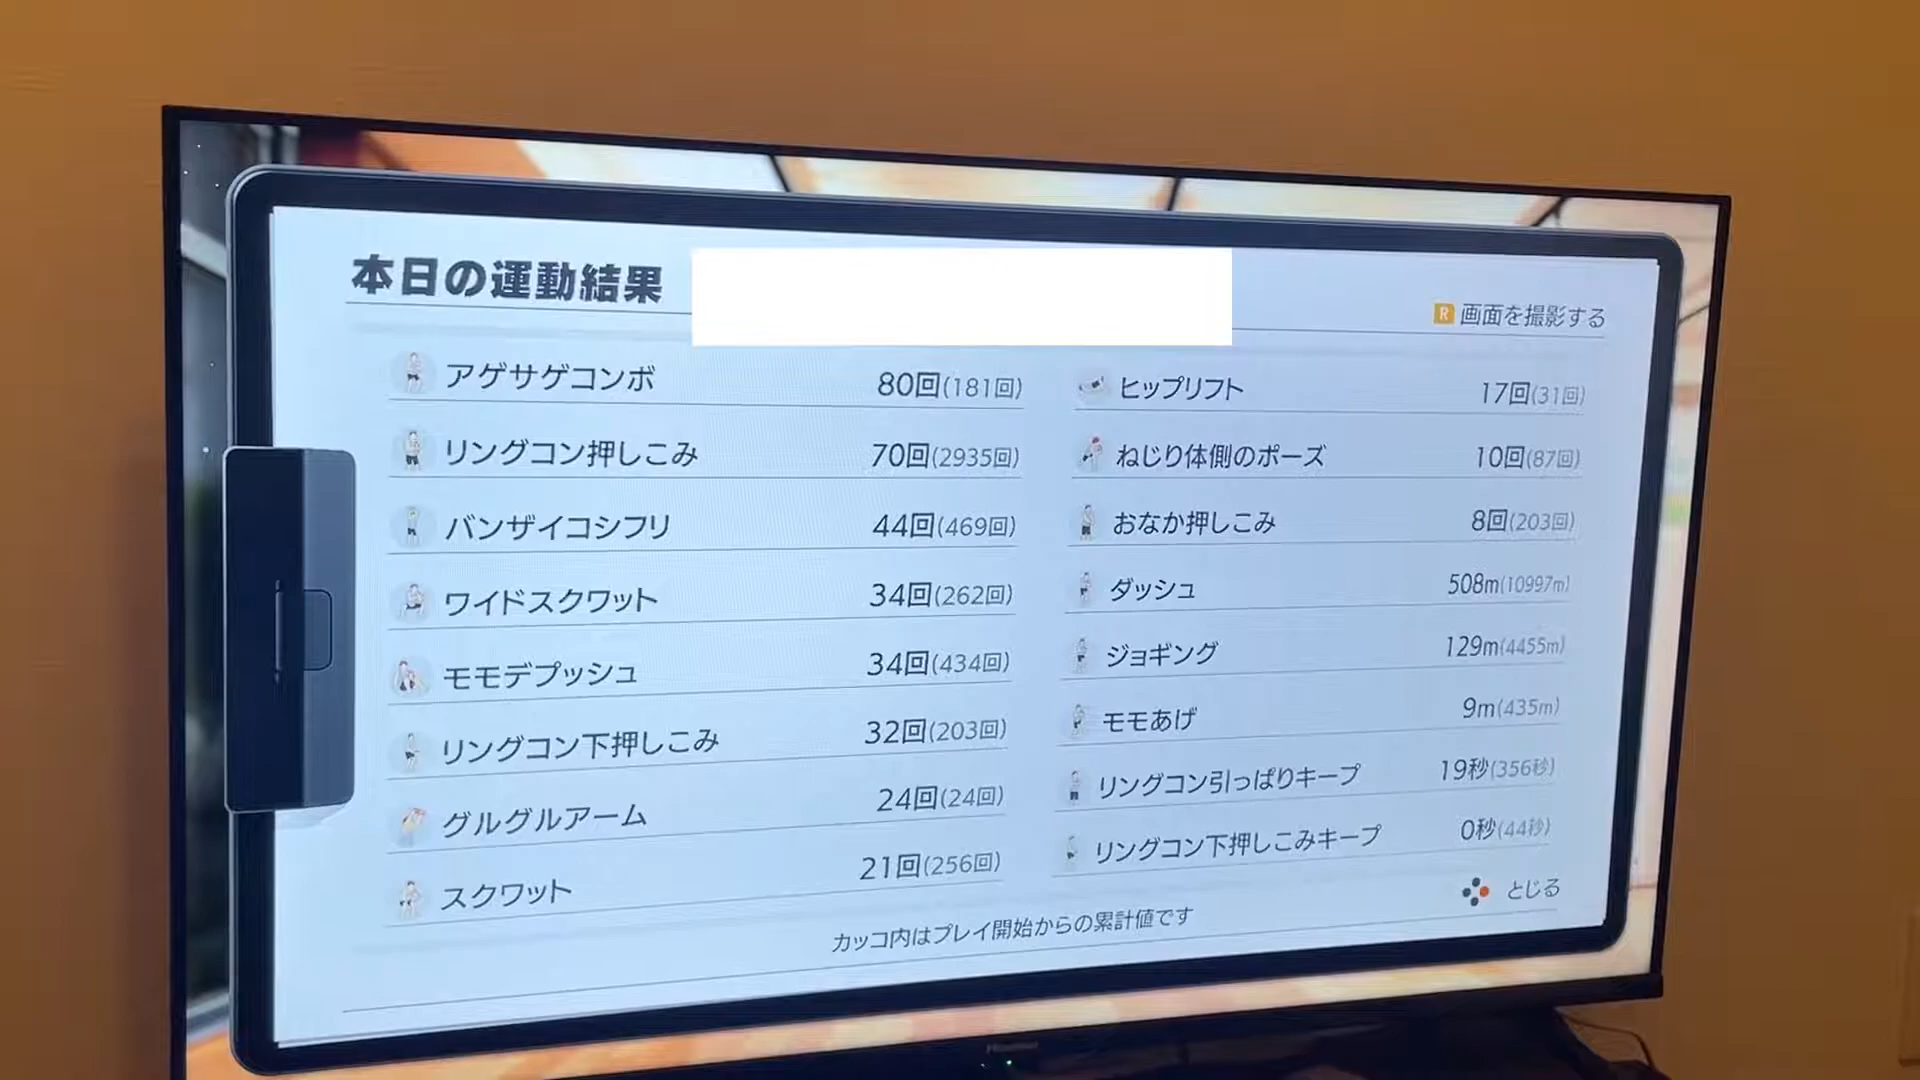 本日の運動結果
R 画面を撮影する
アゲサゲコンボ 80回(181回)
リングコン押しこみ 70回(2935回)
バンザイコシフリ 44回(469回)
ワイドスクワット 34回(262回)
モモデプッシュ 34回(434回)
リングコン下押しこみ 32回(203回)
グルグルアーム 24回(24回)
スクワット 21回(256回)
ヒップリフト 17回(31回)
ねじり体側のポーズ 10回(87回)
おなか押しこみ 8回(203回)
ダッシュ 508m(10997m)
ジョギング 129m(4455m)
モモあげ 9m(435m)
リングコン引っぱりキープ 19秒(356秒)
リングコン下押しこみキープ 0秒(44秒)
とじる
カッコ内はプレイ開始からの累計値です
Hisense